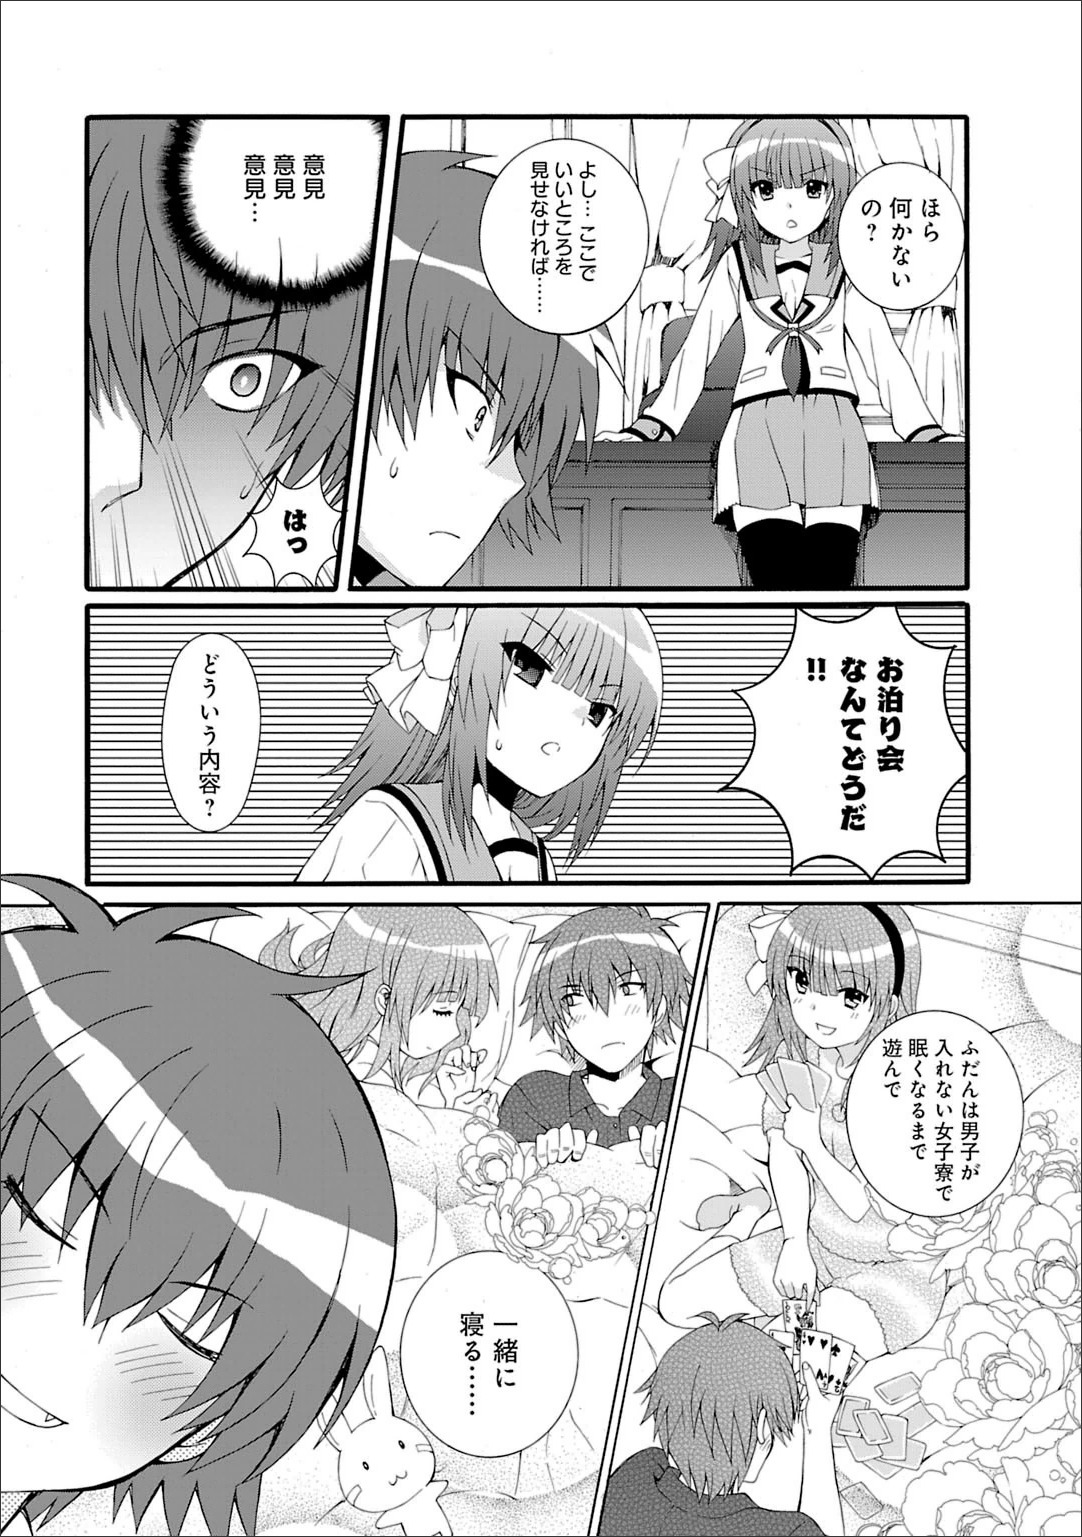 ほら
何かない
の?
よし…ここで
いいところを
見せなければ……
意見
意見
意見…
はっ
お泊り会
なんてどうだ
!!
どういう内容?
ふだんは男子が
入れない女子寮で
眠くなるまで
遊んで
一緒に
寝る……